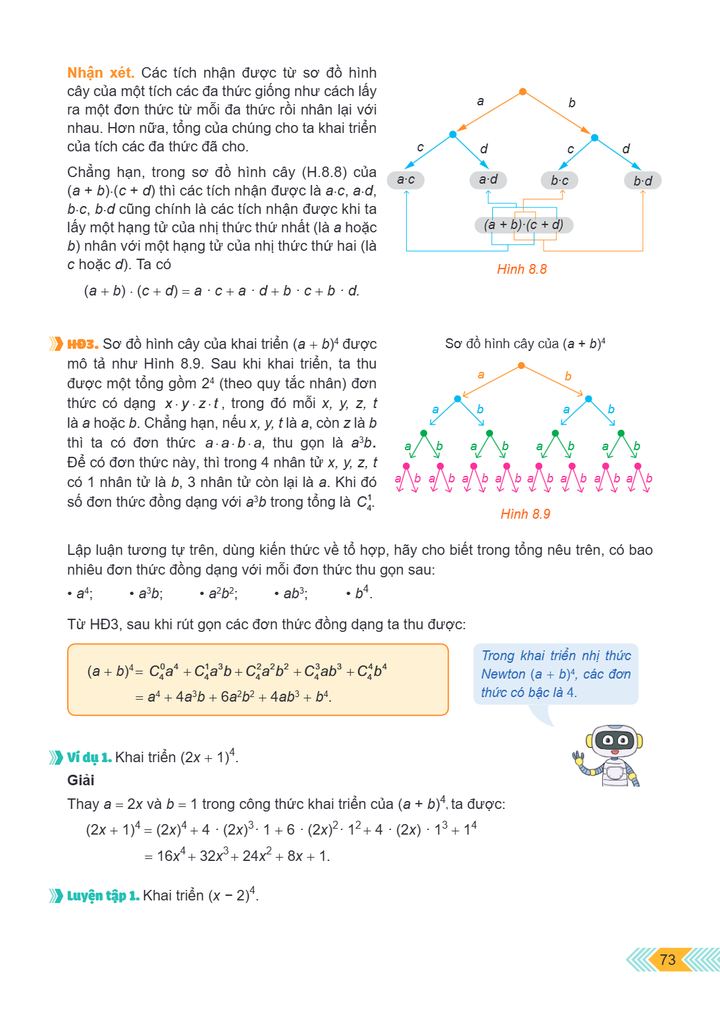 Nhận xét. Các tích nhận được từ sơ đồ hình
cây của một tích các đa thức giống như cách lấy
ra một đơn thức từ mỗi đa thức rồi nhân lại với
nhau. Hơn nữa, tổng của chúng cho ta khai triển
của tích các đa thức đã cho.
Chẳng hạn, trong sơ đồ hình cây (H.8.8) của
(a + b)·(c + d) thì các tích nhận được là a·c, a·d,
b·c, b·d cũng chính là các tích nhận được khi ta
lấy một hạng tử của nhị thức thứ nhất (là a hoặc
b) nhân với một hạng tử của nhị thức thứ hai (là
c hoặc d). Ta có
(a + b) · (c + d) = a · c + a · d + b · c + b · d.
a b
c d c d
a·c a·d b·c b·d
(a + b)·(c + d)
Hình 8.8
HĐ3. Sơ đồ hình cây của khai triển (a + b)⁴ được
mô tả như Hình 8.9. Sau khi khai triển, ta thu
được một tổng gồm 2⁴ (theo quy tắc nhân) đơn
thức có dạng x · y · z · t, trong đó mỗi x, y, z, t
là a hoặc b. Chẳng hạn, nếu x, y, t là a, còn z là b
thì ta có đơn thức a · a · b · a, thu gọn là a³b.
Để có đơn thức này, thì trong 4 nhân tử x, y, z, t
có 1 nhân tử là b, 3 nhân tử còn lại là a. Khi đó
số đơn thức đồng dạng với a³b trong tổng là C₄¹.
Sơ đồ hình cây của (a + b)⁴
a b
a b a b
a b a b a b a b
a b a b a b a b a b a b a b a b
Hình 8.9
Lập luận tương tự trên, dùng kiến thức về tổ hợp, hãy cho biết trong tổng nêu trên, có bao
nhiêu đơn thức đồng dạng với mỗi đơn thức thu gọn sau:
• a⁴; • a³b; • a²b²; • ab³; • b⁴.
Từ HĐ3, sau khi rút gọn các đơn thức đồng dạng ta thu được:
(a + b)⁴ = C₄⁰a⁴ + C₄¹a³b + C₄²a²b² + C₄³ab³ + C₄⁴b⁴
= a⁴ + 4a³b + 6a²b² + 4ab³ + b⁴.
Trong khai triển nhị thức
Newton (a + b)⁴, các đơn
thức có bậc là 4.
Ví dụ 1. Khai triển (2x + 1)⁴.
Giải
Thay a = 2x và b = 1 trong công thức khai triển của (a + b)⁴, ta được:
(2x + 1)⁴ = (2x)⁴ + 4 · (2x)³ · 1 + 6 · (2x)² · 1² + 4 · (2x) · 1³ + 1⁴
= 16x⁴ + 32x³ + 24x² + 8x + 1.
Luyện tập 1. Khai triển (x − 2)⁴.
73